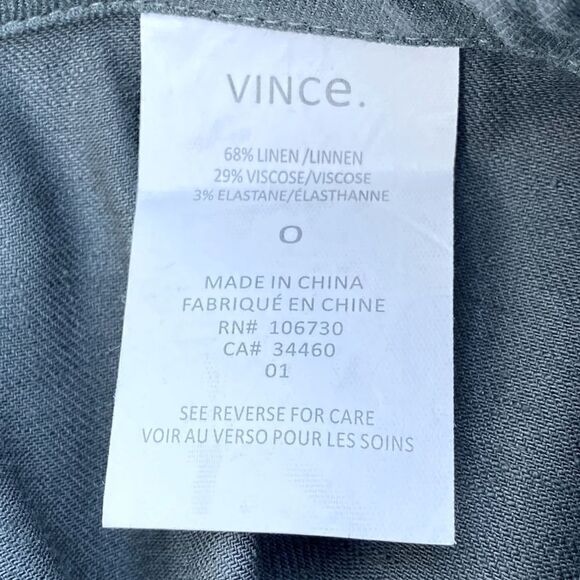 VINCe.
68% LINEN/LINNEN
29% VISCOSE/VISCOSE
3% ELASTANE/ÉLASTHANNE
0
MADE IN CHINA
FABRIQUÉ EN CHINE
RN# 106730
CA# 34460
01
SEE REVERSE FOR CARE
VOIR AU VERSO POUR LES SOINS